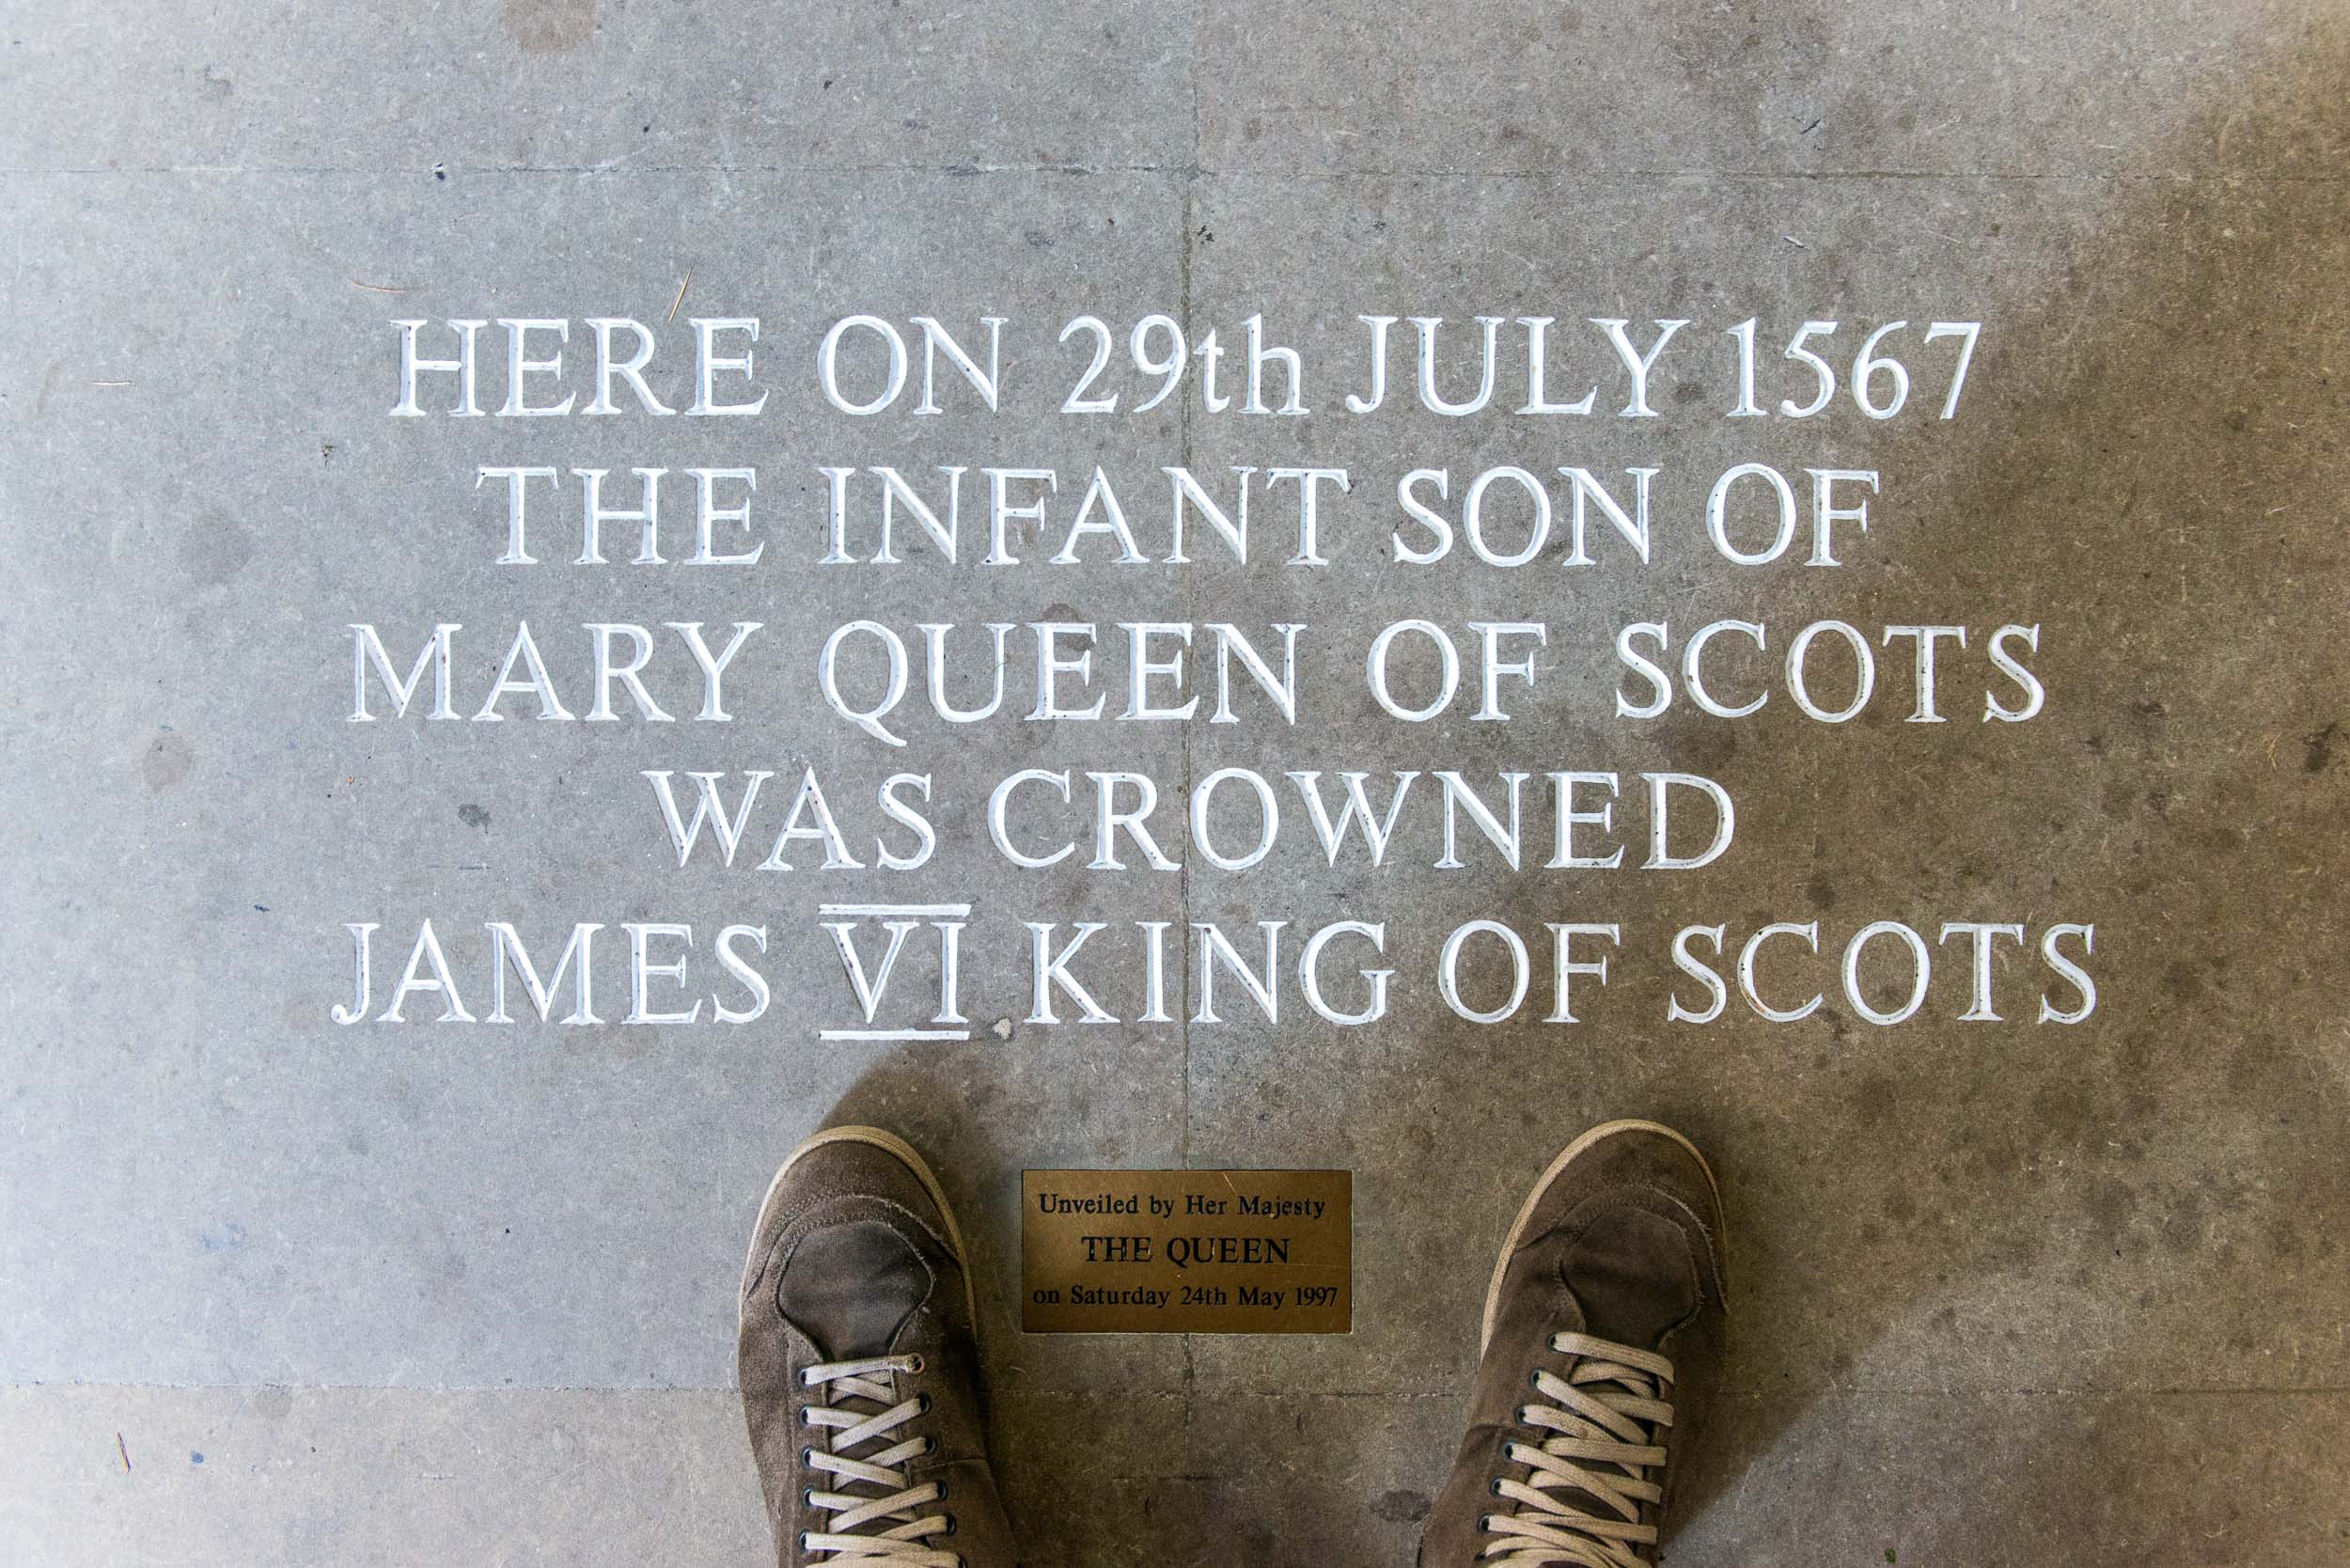 HERE ON 29th JULY 1567
THE INFANT SON OF
MARY QUEEN OF SCOTS
WAS CROWNED
JAMES VI KING OF SCOTS
Unveiled by Her Majesty
THE QUEEN
on Saturday 24th May 1997